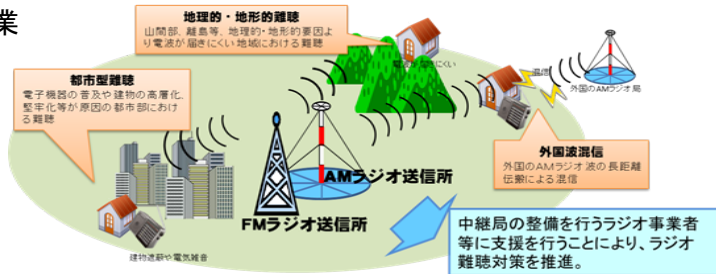 業
地理的・地形的難聴
山間部、離島等、地理的・地形的要因よ
り電波が届きにくい地域における難聴
電波が届きにくい
混信
外国のAMラジオ局
都市型難聴
電子機器の普及や建物の高層化、
堅牢化等が原因の都市部におけ
る難聴
外国波混信
外国のAMラジオ波の長距離
伝搬による混信
AMラジオ送信所
FMラジオ送信所
建物遮蔽や電気雑音
中継局の整備を行うラジオ事業者
等に支援を行うことにより、ラジオ
難聴対策を推進。